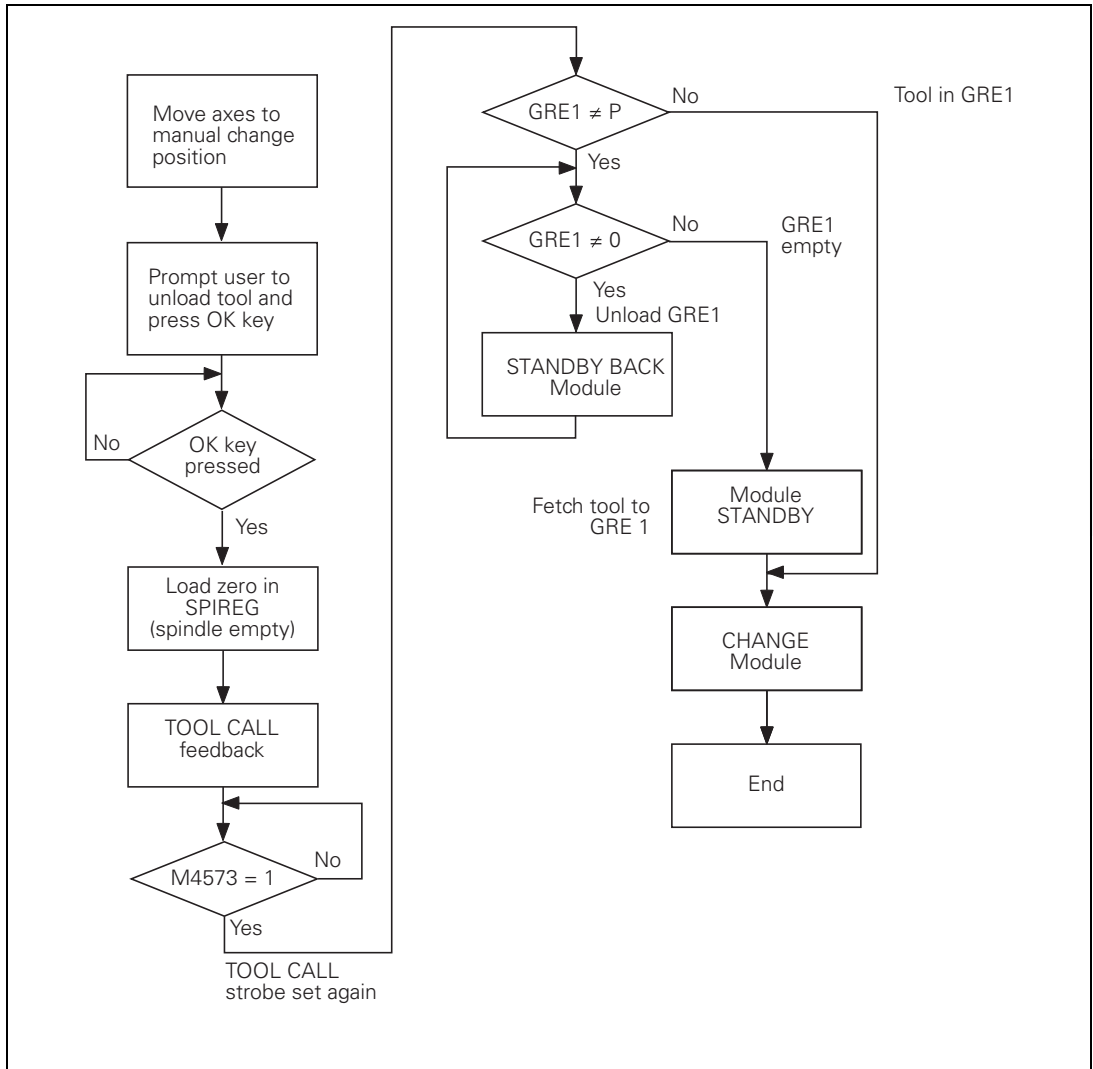 Move axes to
manual change
position
Prompt user to
unload tool and
press OK key
No
OK key
pressed
Yes
Load zero in
SPIREG
(spindle empty)
TOOL CALL
feedback
M4573 = 1
No
Yes
TOOL CALL
strobe set again
GRE1 ≠ P
No
Tool in GRE1
Yes
GRE1 ≠ 0
No
GRE1
empty
Yes
Unload GRE1
STANDBY BACK
Module
Fetch tool to
GRE 1
Module
STANDBY
CHANGE
Module
End